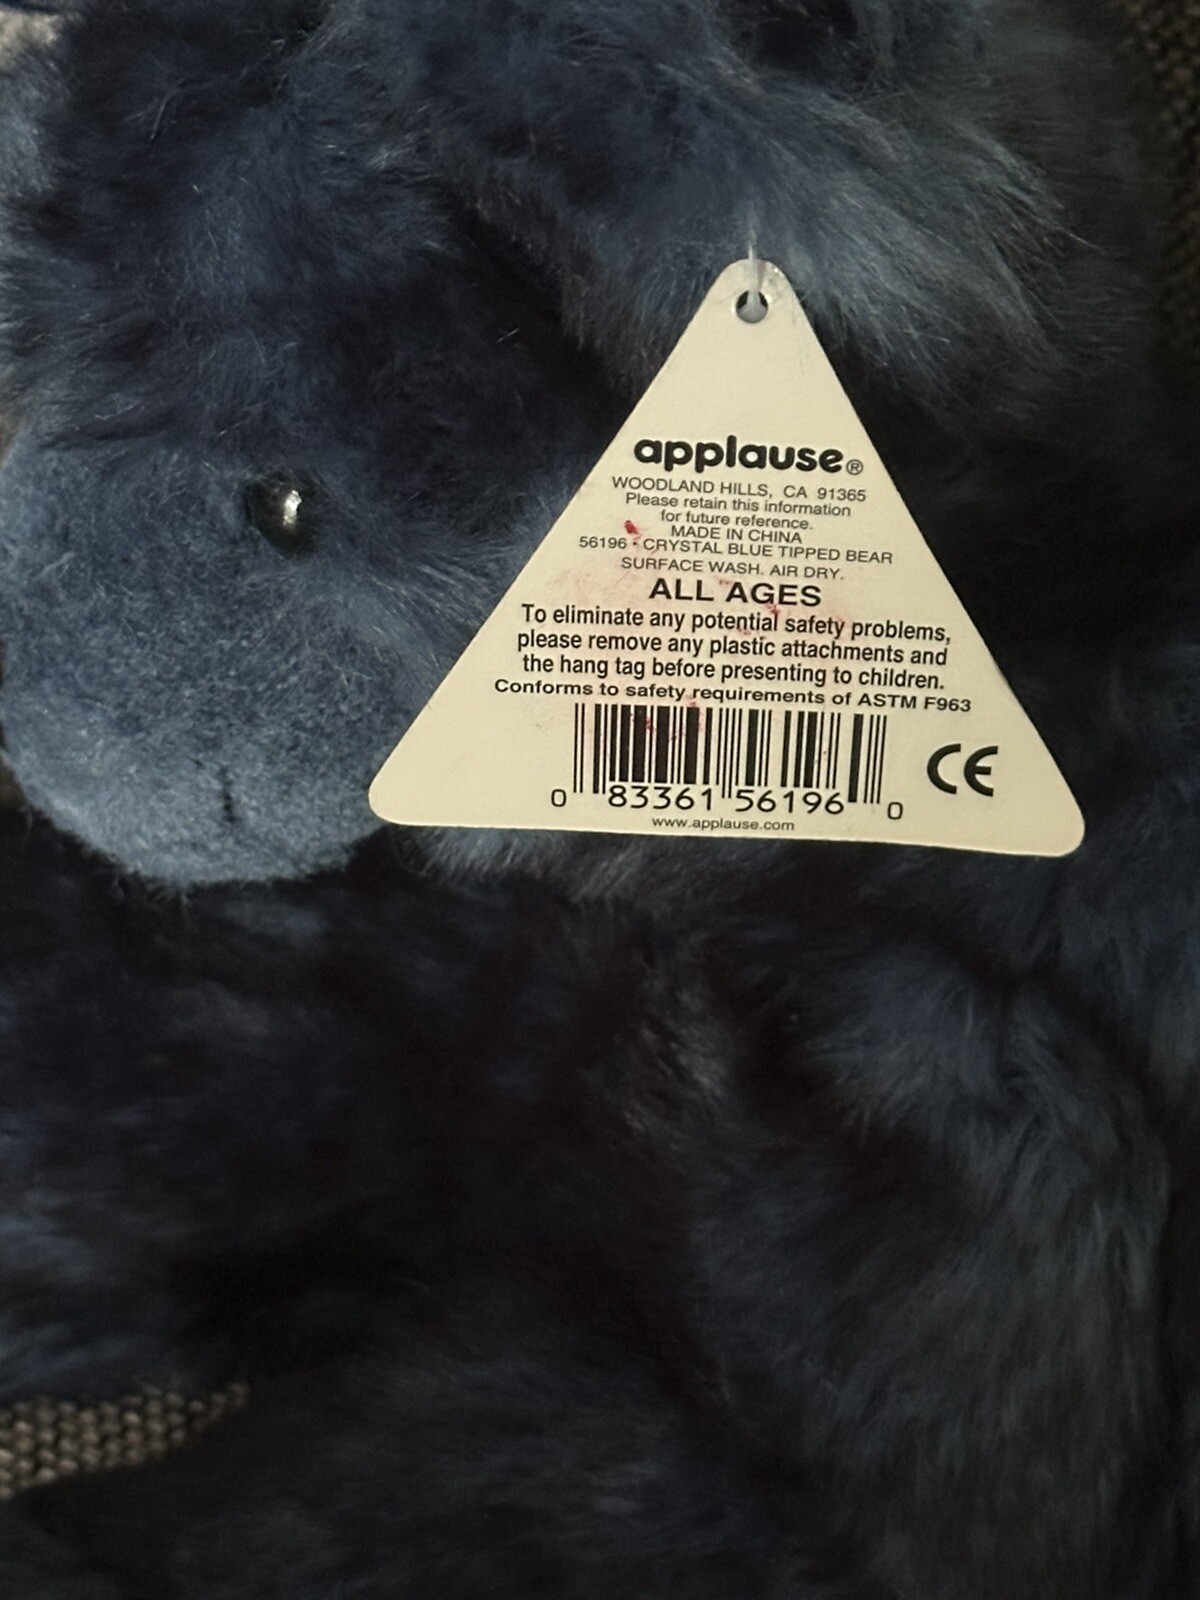 applause®
WOODLAND HILLS, CA 91365
Please retain this information
for future reference.
MADE IN CHINA
56196 • CRYSTAL BLUE TIPPED BEAR
SURFACE WASH. AIR DRY.
ALL AGES
To eliminate any potential safety problems,
please remove any plastic attachments and
the hang tag before presenting to children.
Conforms to safety requirements of ASTM F963
CE
0 83361 56196 0
www.applause.com